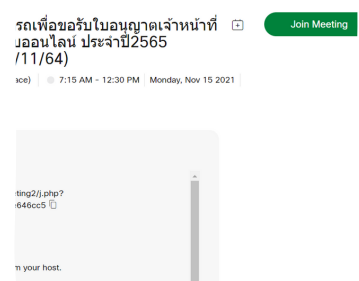 รถเพื่อขอรับใบอนุญาตเจ้าหน้าที่
Join Meeting
บออนไลน์ ประจำปี2565
/11/64)
ace) 7:15 AM - 12:30 PM Monday, Nov 15 2021
ting2/j.php?
646cc5
m your host.